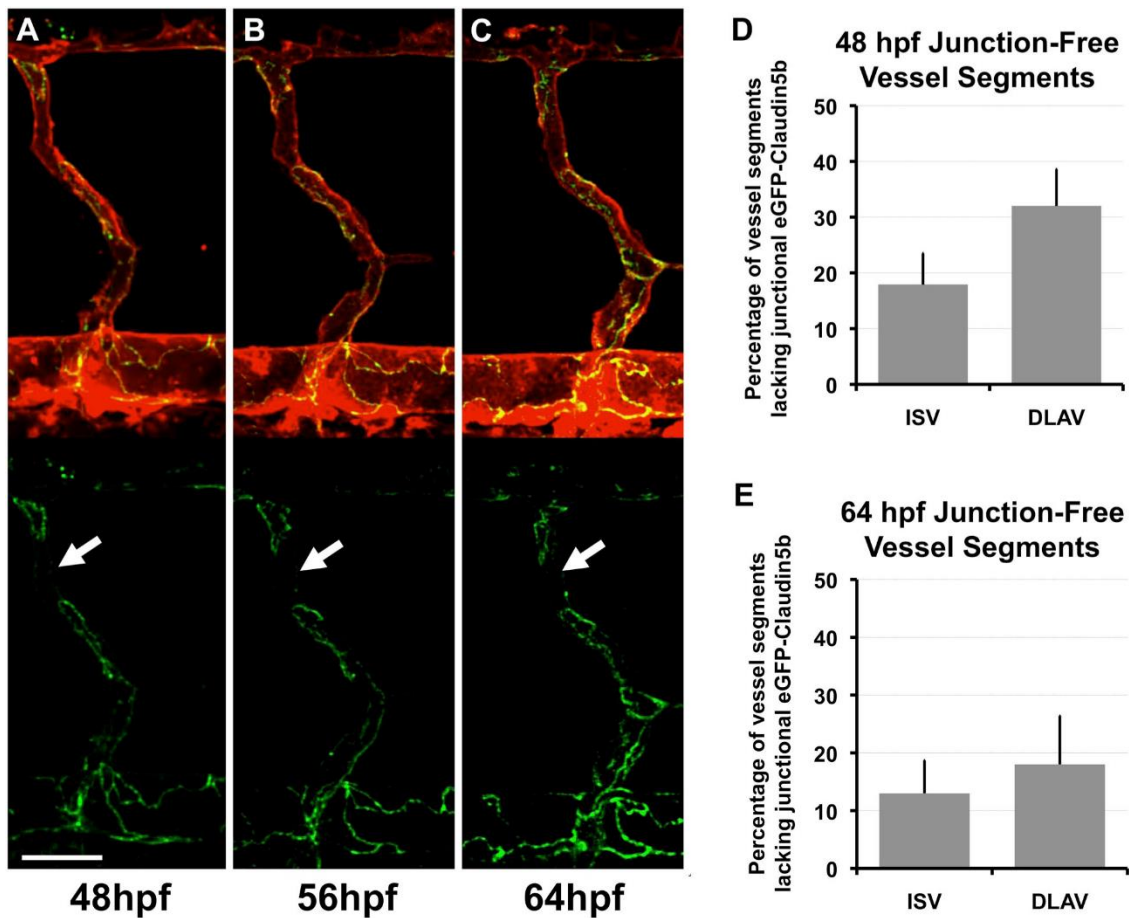 A
B
C
48hpf
56hpf
64hpf
D
48 hpf Junction-Free
Vessel Segments
Percentage of vessel segments
lacking junctional eGFP-Claudin5b
50
40
30
20
10
0
ISV
DLAV
E
64 hpf Junction-Free
Vessel Segments
Percentage of vessel segments
lacking junctional eGFP-Claudin5b
50
40
30
20
10
0
ISV
DLAV